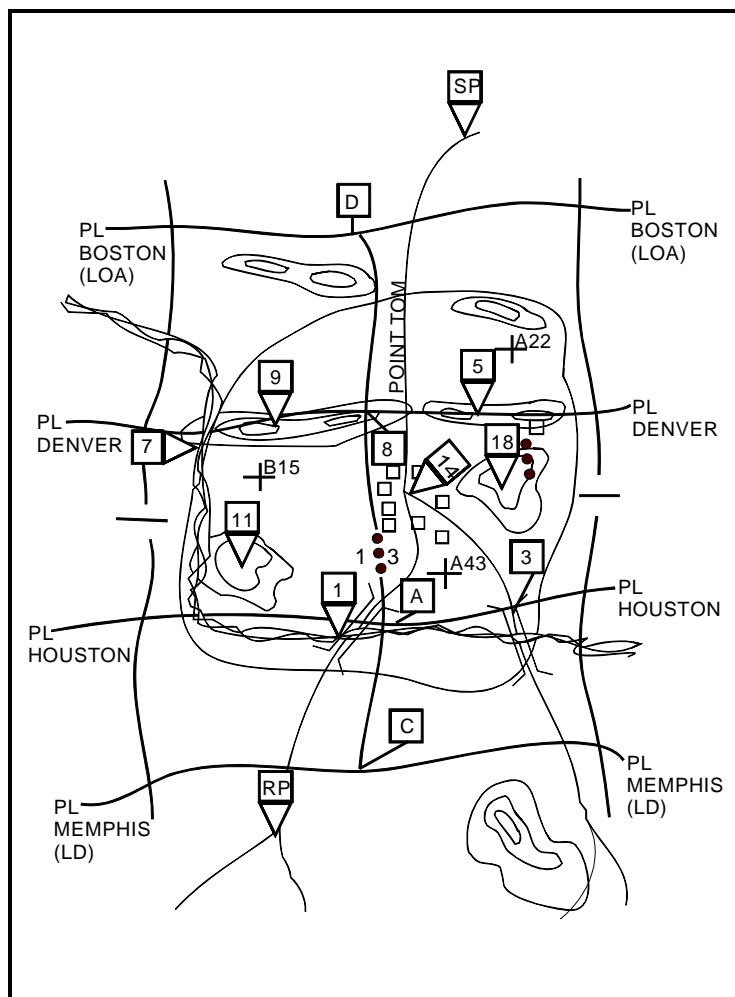 SP
D
PL
BOSTON
(LOA)
PL
BOSTON
(LOA)
POINT TOM
A22
9
5
PL
DENVER
PL
DENVER
7
8
14
18
B15
11
1 3
A43
3
1
A
PL
HOUSTON
PL
HOUSTON
C
PL
MEMPHIS
(LD)
RP
PL
MEMPHIS
(LD)